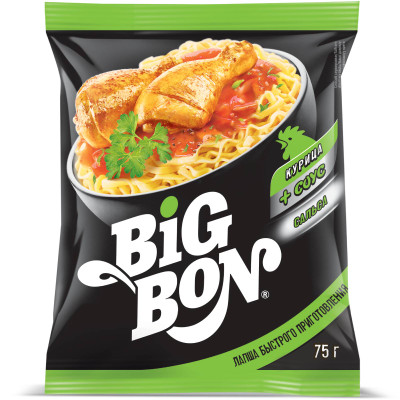 КУРИЦА
+ СОУС
САЛЬСА
BiG
BON®
ЛАПША БЫСТРОГО ПРИГОТОВЛЕНИЯ
75 г